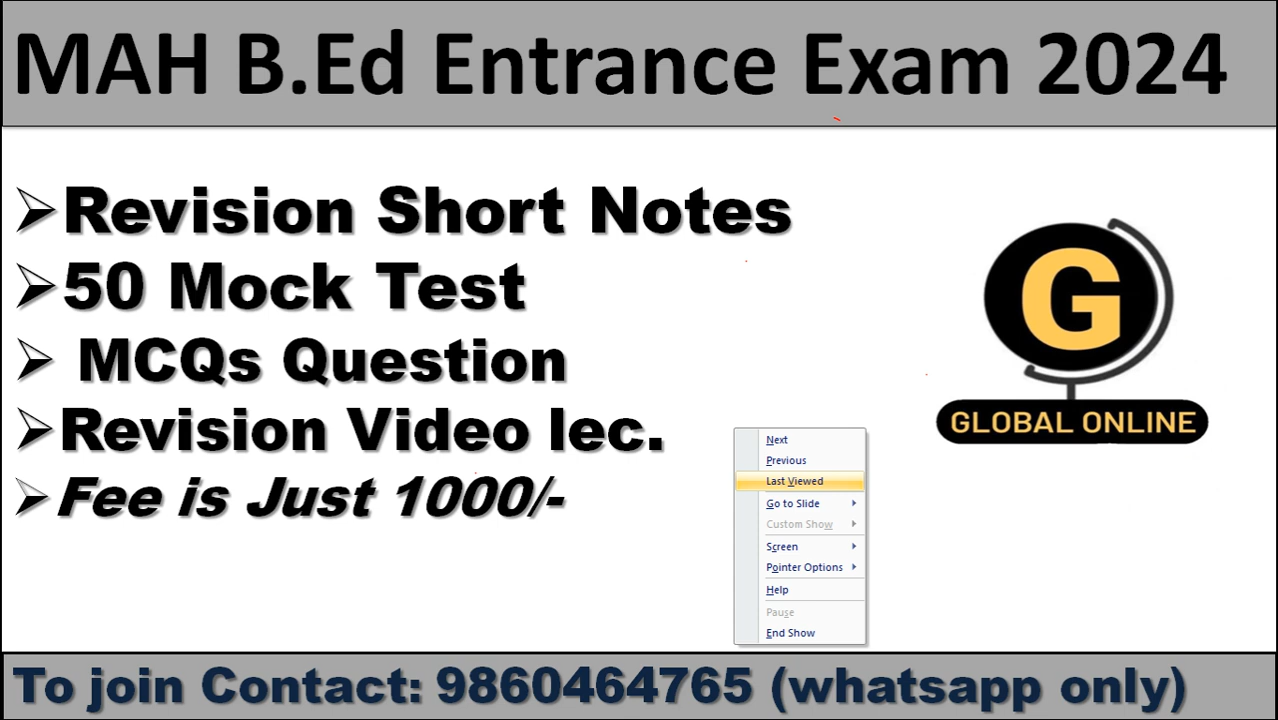 MAH B.Ed Entrance Exam 2024
➢Revision Short Notes
➢50 Mock Test
➢ MCQs Question
➢Revision Video lec.
➢Fee is Just 1000/-
G
GLOBAL ONLINE
Next
Previous
Last Viewed
Go to Slide
Custom Show
Screen
Pointer Options
Help
Pause
End Show
To join Contact: 9860464765 (whatsapp only)